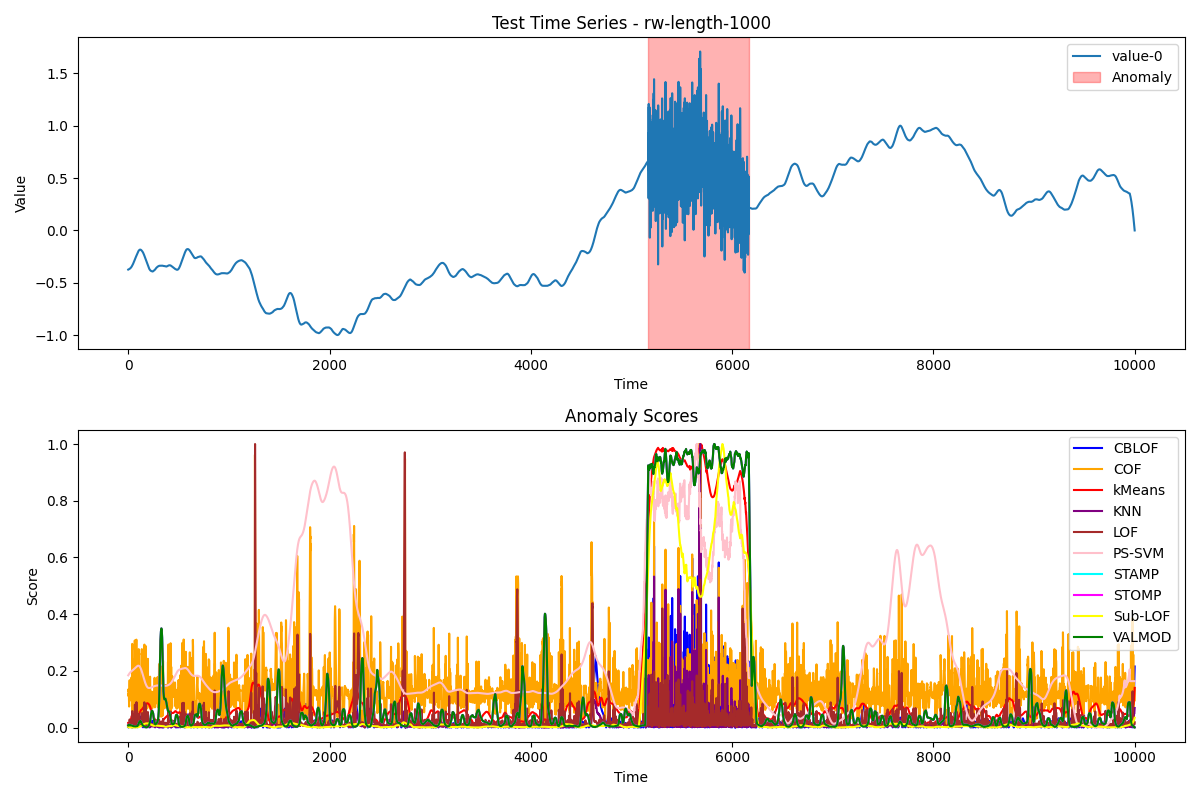 Test Time Series - rw-length-1000
Value
1.5
1.0
0.5
0.0
−0.5
−1.0
value-0
Anomaly
0
2000
4000
6000
8000
10000
Time
Anomaly Scores
Score
1.0
0.8
0.6
0.4
0.2
0.0
CBLOF
COF
kMeans
KNN
LOF
PS-SVM
STAMP
STOMP
Sub-LOF
VALMOD
0
2000
4000
6000
8000
10000
Time